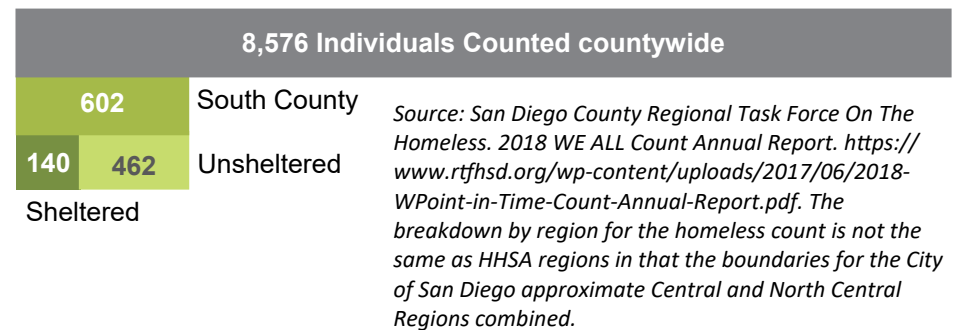 8,576 Individuals Counted countywide
602 South County
140 462 Unsheltered
Sheltered
Source: San Diego County Regional Task Force On The
Homeless. 2018 WE ALL Count Annual Report. https://
www.rtfhsd.org/wp-content/uploads/2017/06/2018-
WPoint-in-Time-Count-Annual-Report.pdf. The
breakdown by region for the homeless count is not the
same as HHSA regions in that the boundaries for the City
of San Diego approximate Central and North Central
Regions combined.